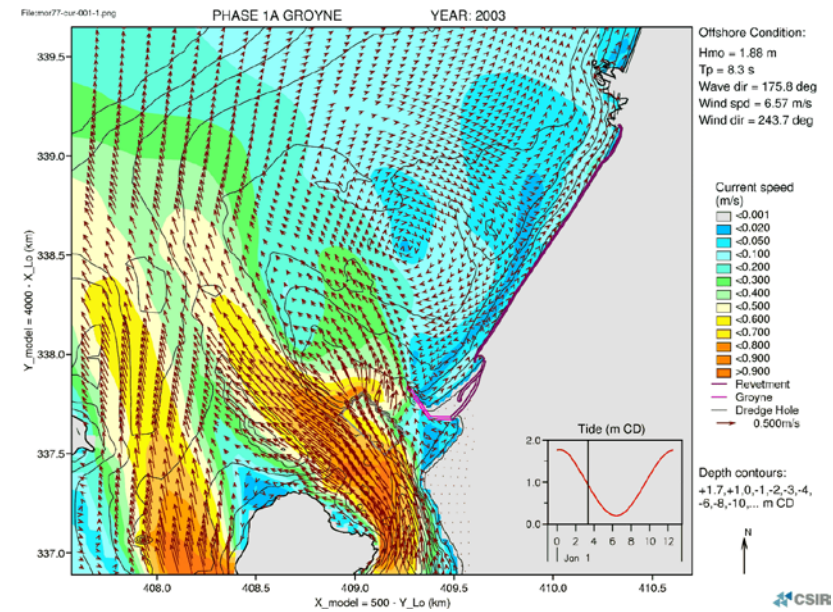 File:mor77-cur-001-1.png
PHASE 1A GROYNE YEAR: 2003
Offshore Condition:
Hmo = 1.88 m
Tp = 8.3 s
Wave dir = 175.8 deg
Wind spd = 6.57 m/s
Wind dir = 243.7 deg
Current speed
(m/s)
<0.001
<0.020
<0.050
<0.100
<0.200
<0.300
<0.400
<0.500
<0.600
<0.700
<0.800
<0.900
>0.900
Revetment
Groyne
Dredge Hole
0.500m/s
Depth contours:
+1.7,+1.0,-1,-2,-3,-4,
-6,-8,-10,... m CD
N
CSIR
Tide (m CD)
2.0
1.0
0.0
0 2 4 6 8 10 12
Jan 1
Y_model = 4000 - X_Lo (km)
339.5
339.0
338.5
338.0
337.5
337.0
408.0 408.5 409.0 409.5 410.0 410.5
X_model = 500 - Y_Lo (km)